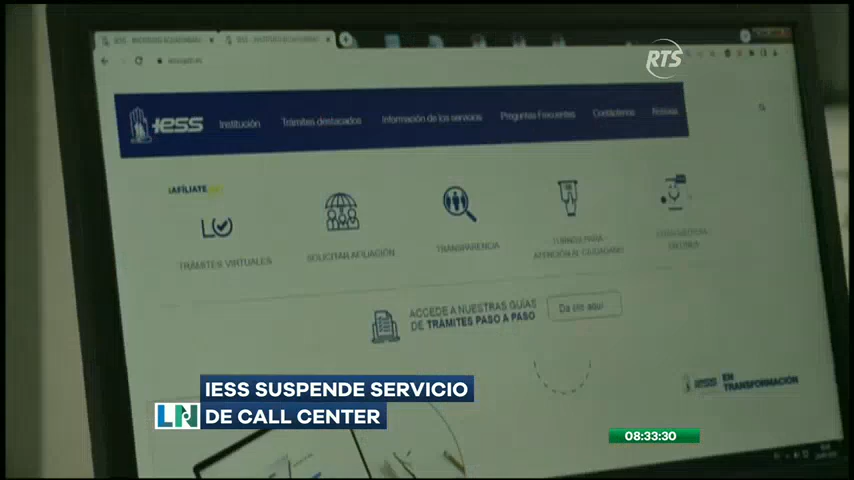 RTS
iess
Institución
Trámites destacados
Información de los servicios
Preguntas Frecuentes
Contáctenos
Noticias
¡AFÍLIATE
TRÁMITES VIRTUALES
SOLICITAR AFILIACIÓN
TRANSPARENCIA
TURNOS PARA
ATENCIÓN AL CIUDADANO
ACCEDE A NUESTRAS GUÍAS
DE TRÁMITES PASO A PASO
Da clic aquí
iess
EN
TRANSFORMACIÓN
IESS SUSPENDE SERVICIO
LN
DE CALL CENTER
08:33:30